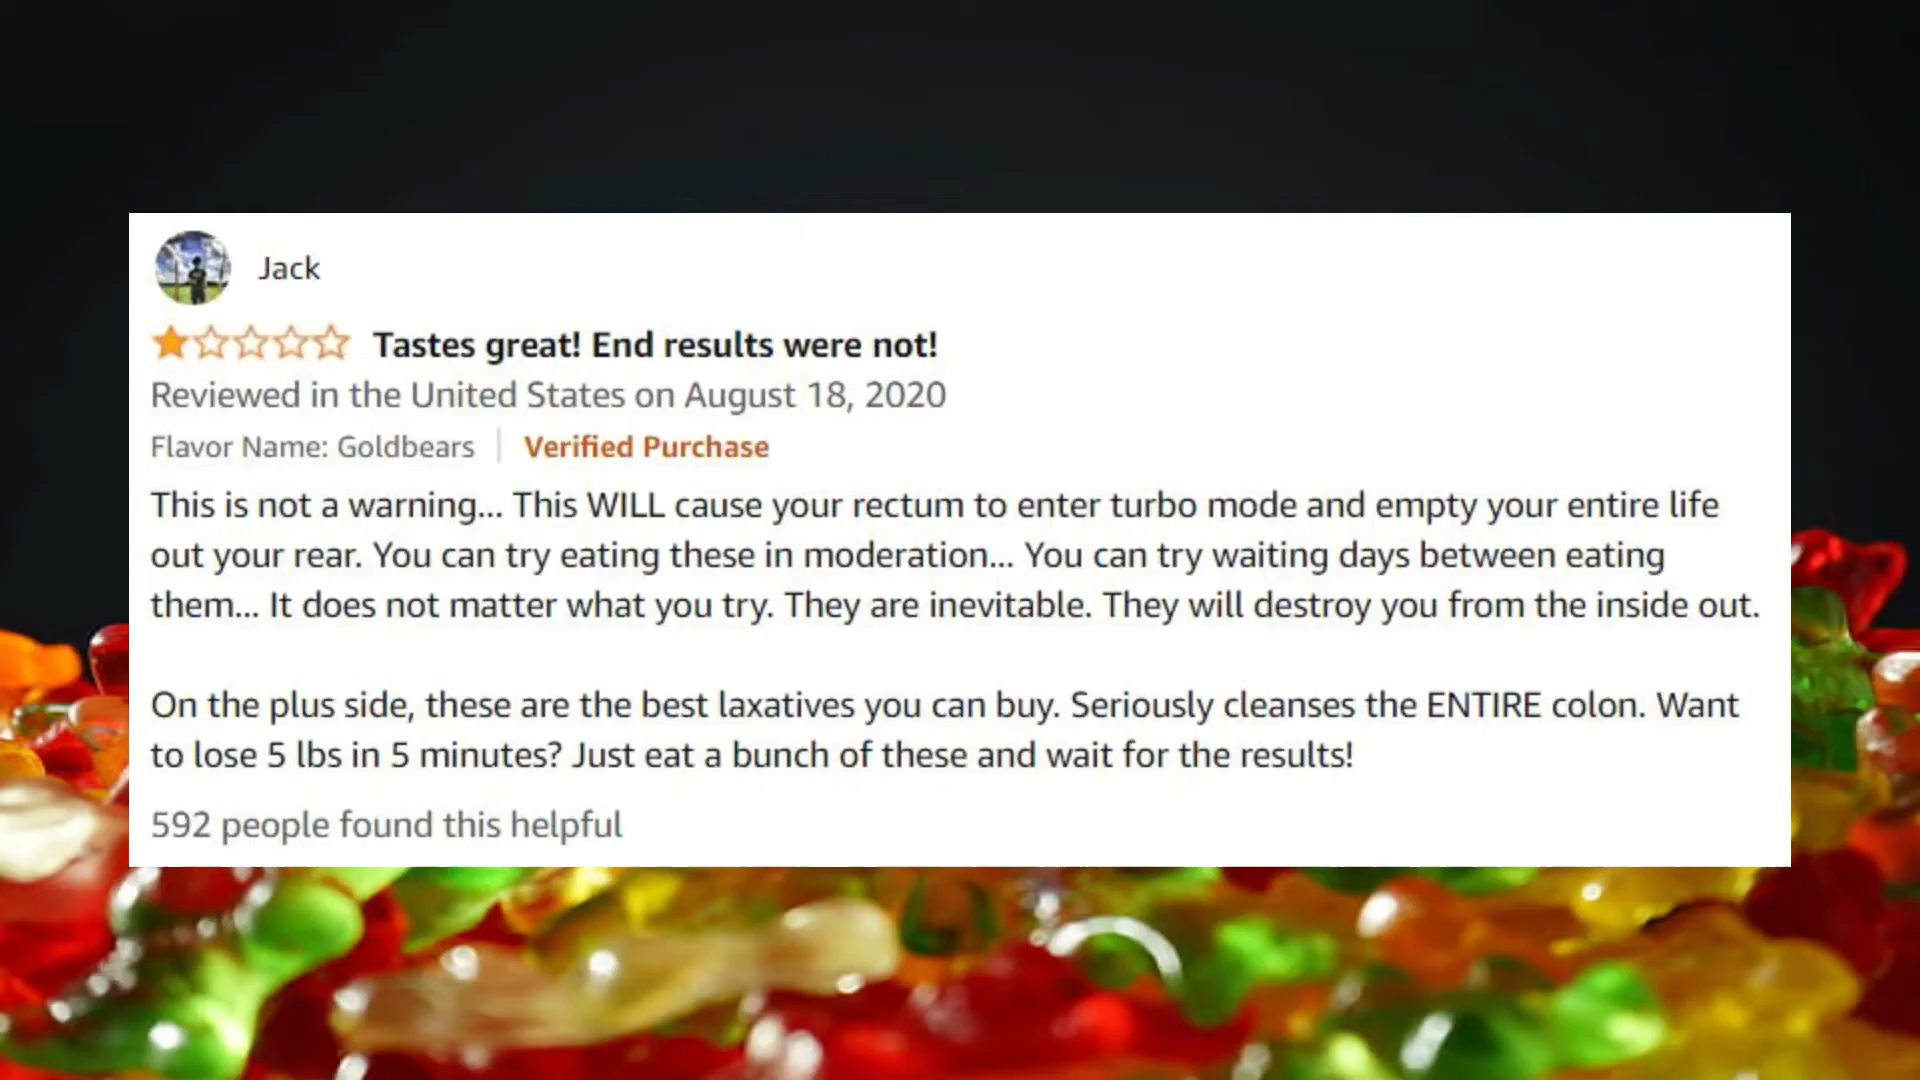 Jack
Tastes great! End results were not!
Reviewed in the United States on August 18, 2020
Flavor Name: Goldbears | Verified Purchase
This is not a warning... This WILL cause your rectum to enter turbo mode and empty your entire life
out your rear. You can try eating these in moderation... You can try waiting days between eating
them... It does not matter what you try. They are inevitable. They will destroy you from the inside out.
On the plus side, these are the best laxatives you can buy. Seriously cleanses the ENTIRE colon. Want
to lose 5 lbs in 5 minutes? Just eat a bunch of these and wait for the results!
592 people found this helpful